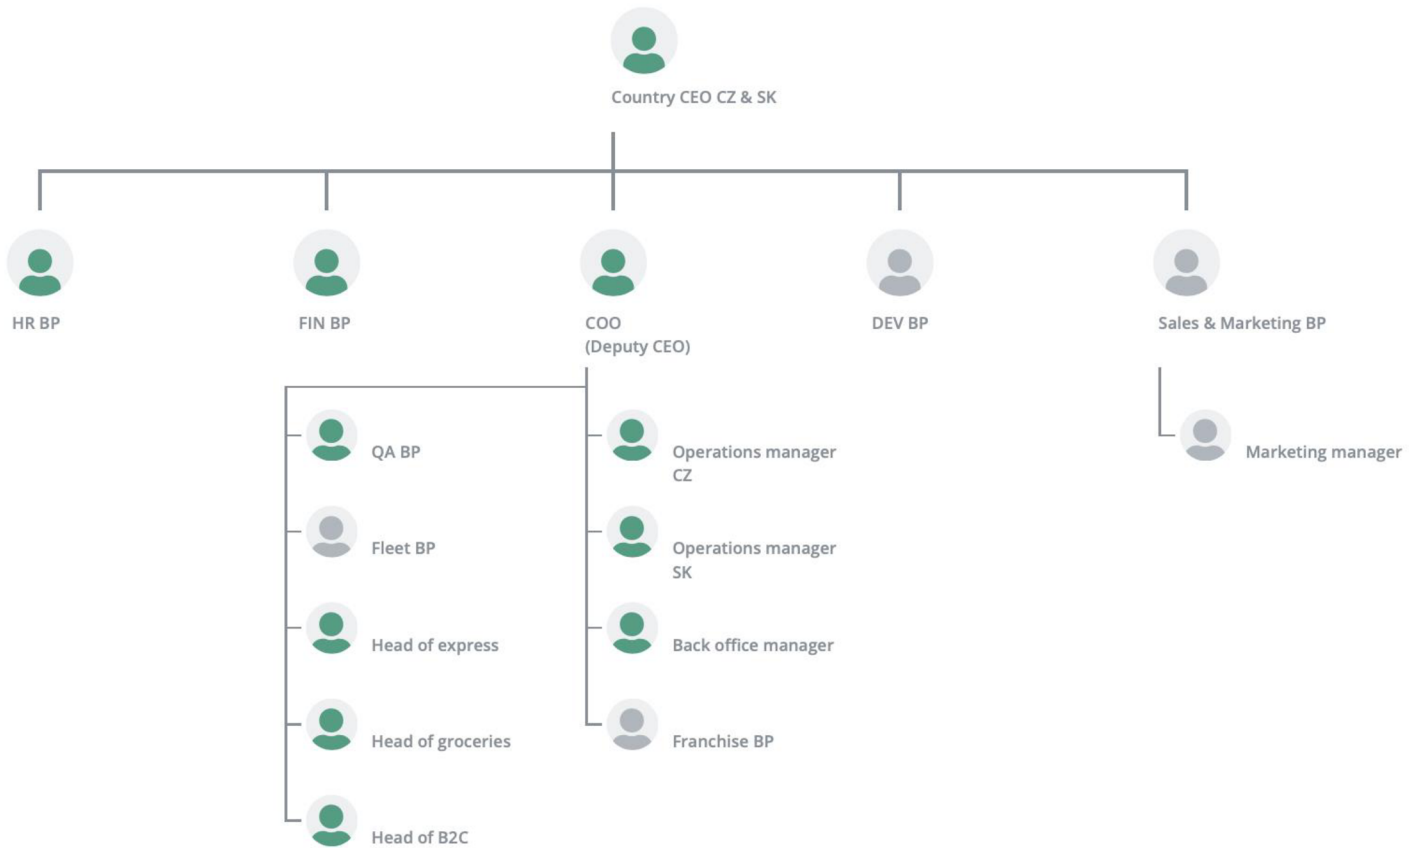 Country CEO CZ & SK
HR BP
FIN BP
COO
(Deputy CEO)
DEV BP
Sales & Marketing BP
QA BP
Fleet BP
Head of express
Head of groceries
Head of B2C
Operations manager
CZ
Operations manager
SK
Back office manager
Franchise BP
Marketing manager